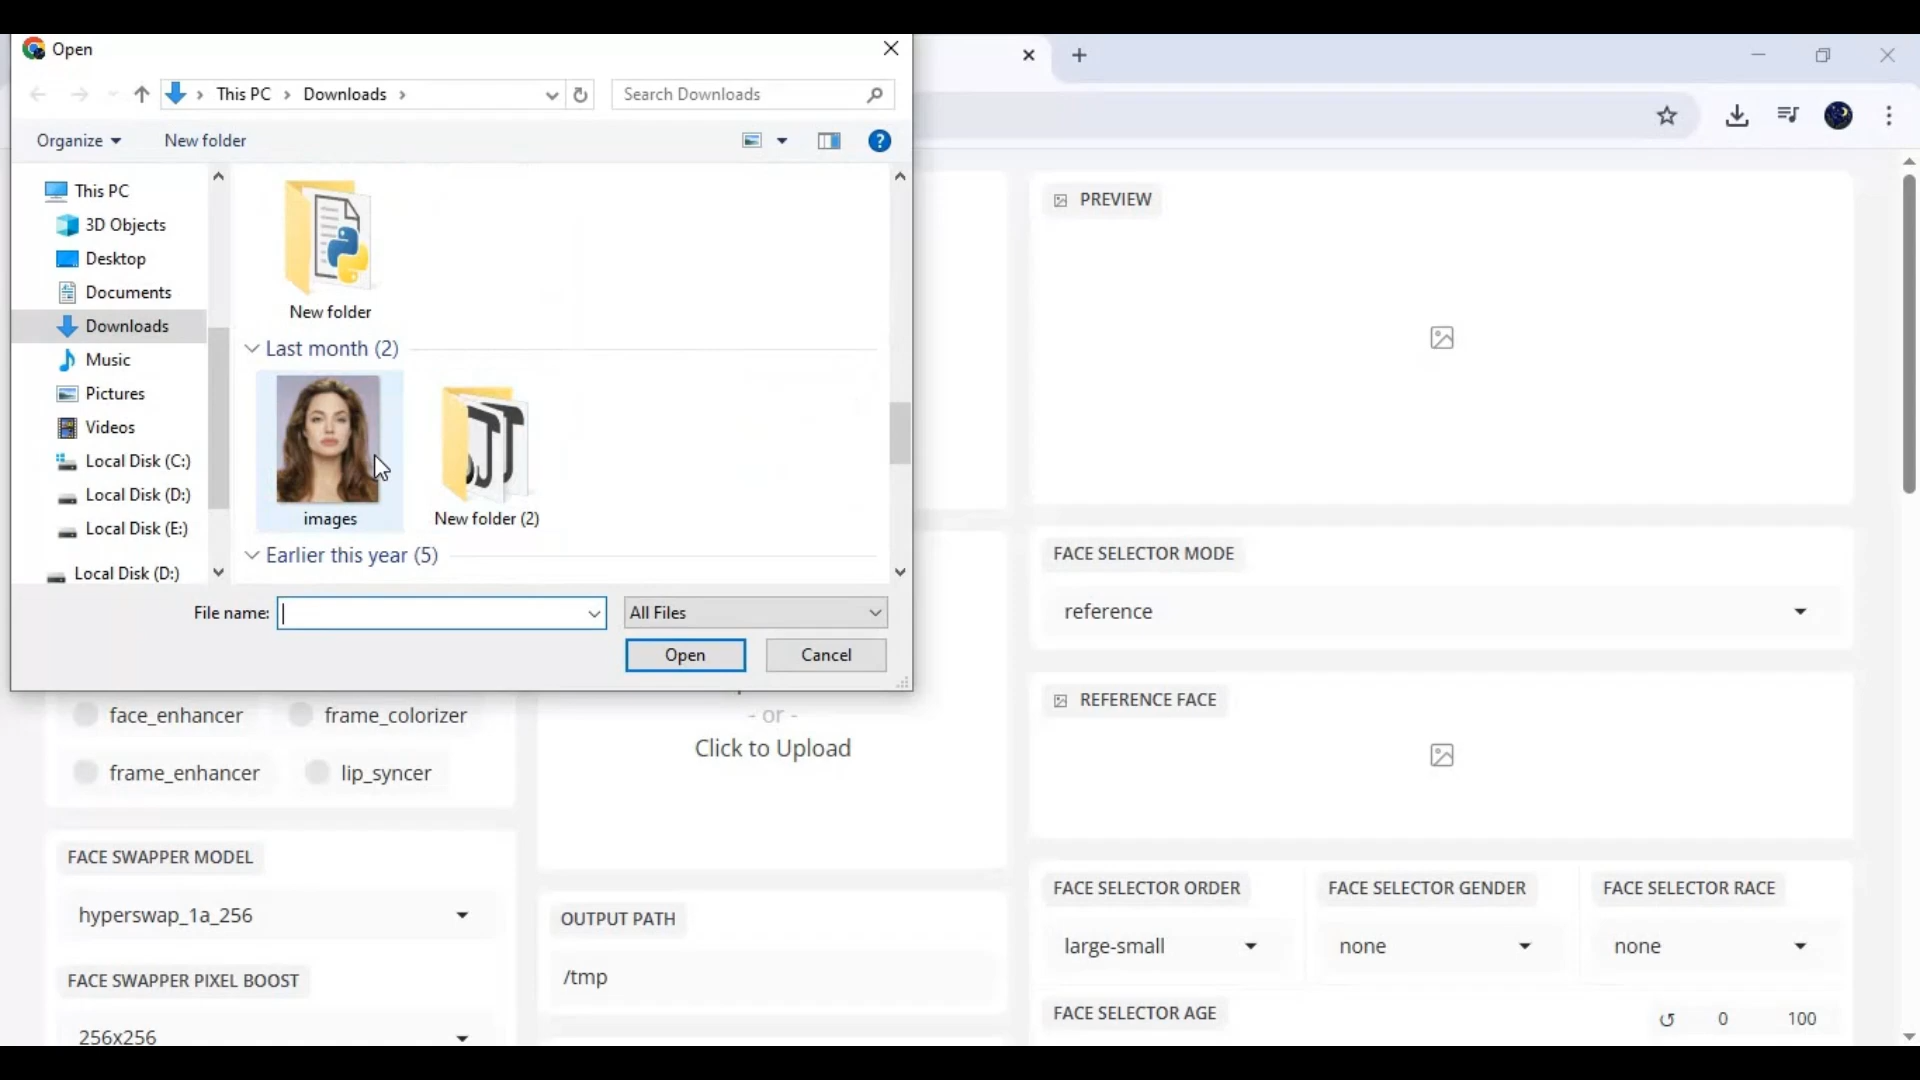 Open
This PC
Downloads
Search Downloads
Organize
New folder
This PC
3D Objects
Desktop
Documents
Downloads
Music
Pictures
Videos
Local Disk (C:)
Local Disk (D:)
Local Disk (E:)
Local Disk (D:)
New folder
Last month (2)
images
New folder (2)
Earlier this year (5)
File name:
All Files
Open
Cancel
face_enhancer
frame_colorizer
frame_enhancer
lip_syncer
FACE SWAPPER MODEL
hyperswap_1a_256
FACE SWAPPER PIXEL BOOST
256x256
- or -
Click to Upload
OUTPUT PATH
/tmp
PREVIEW
FACE SELECTOR MODE
reference
REFERENCE FACE
FACE SELECTOR ORDER
large-small
FACE SELECTOR GENDER
none
FACE SELECTOR RACE
none
FACE SELECTOR AGE
0
100